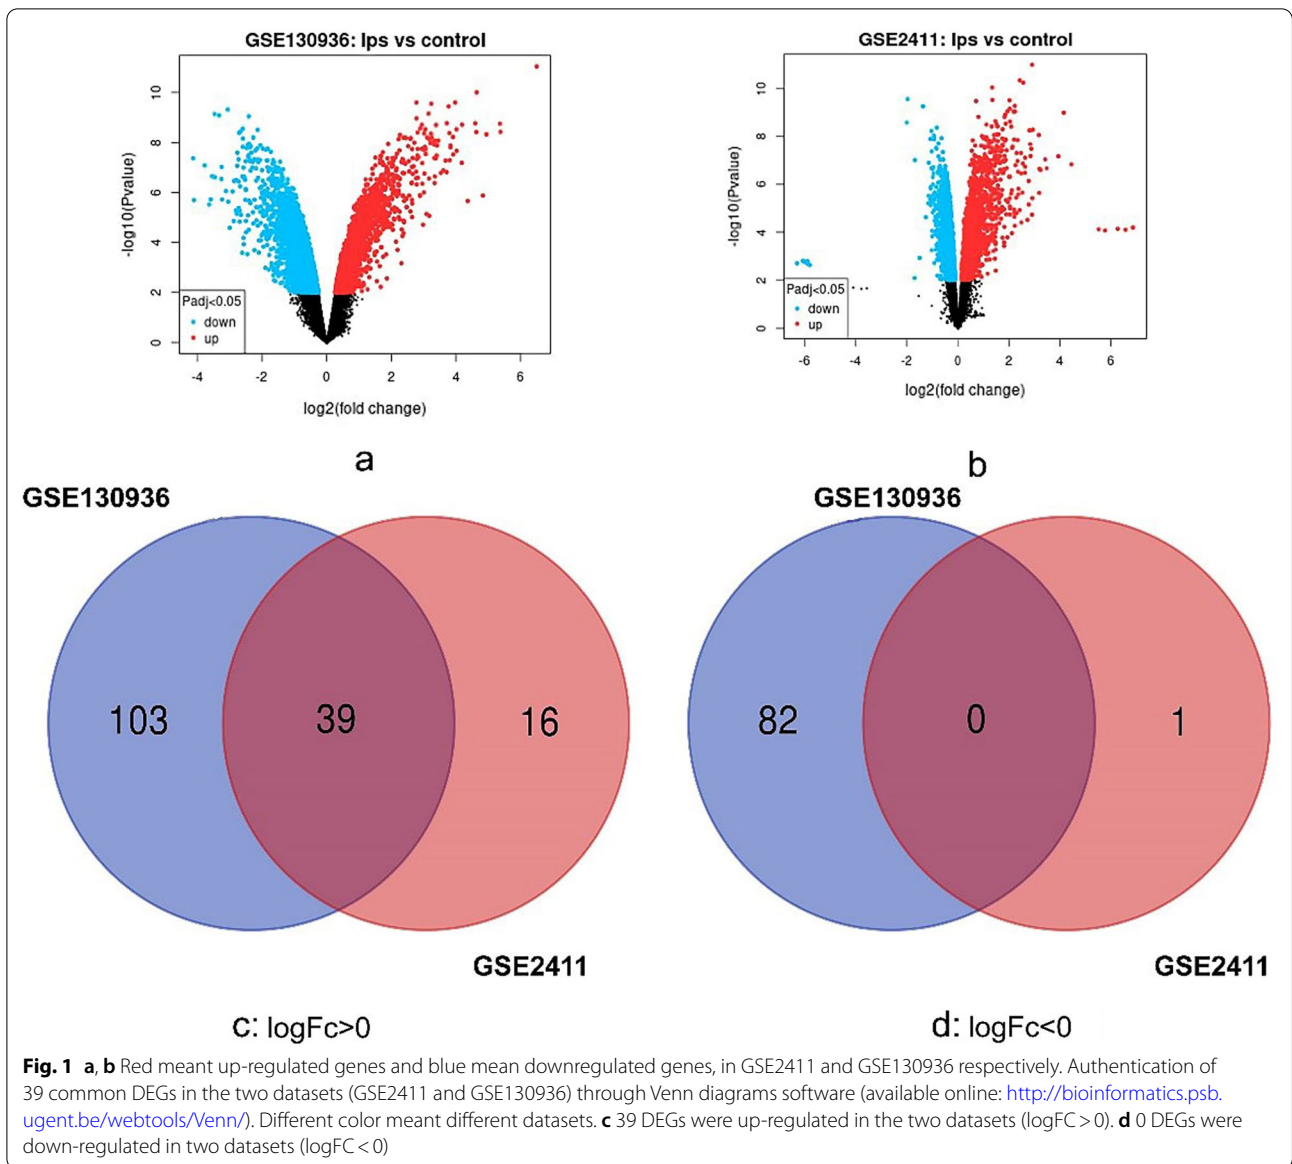 GSE130936: lps vs control
-log10(Pvalue)
10
8
6
4
2
0
Padj<0.05
down
up
-4 -2 0 2 4 6
log2(fold change)
a
GSE2411: lps vs control
-log10(Pvalue)
10
8
6
4
2
0
Padj<0.05
down
up
-6 -4 -2 0 2 4 6
log2(fold change)
b
GSE130936
103 39 16
GSE2411
c: logFc>0
GSE130936
82 0 1
GSE2411
d: logFc<0
Fig. 1 a, b Red meant up-regulated genes and blue mean downregulated genes, in GSE2411 and GSE130936 respectively. Authentication of
39 common DEGs in the two datasets (GSE2411 and GSE130936) through Venn diagrams software (available online: http://bioinformatics.psb.
ugent.be/webtools/Venn/). Different color meant different datasets. c 39 DEGs were up-regulated in the two datasets (logFC > 0). d 0 DEGs were
down-regulated in two datasets (logFC < 0)